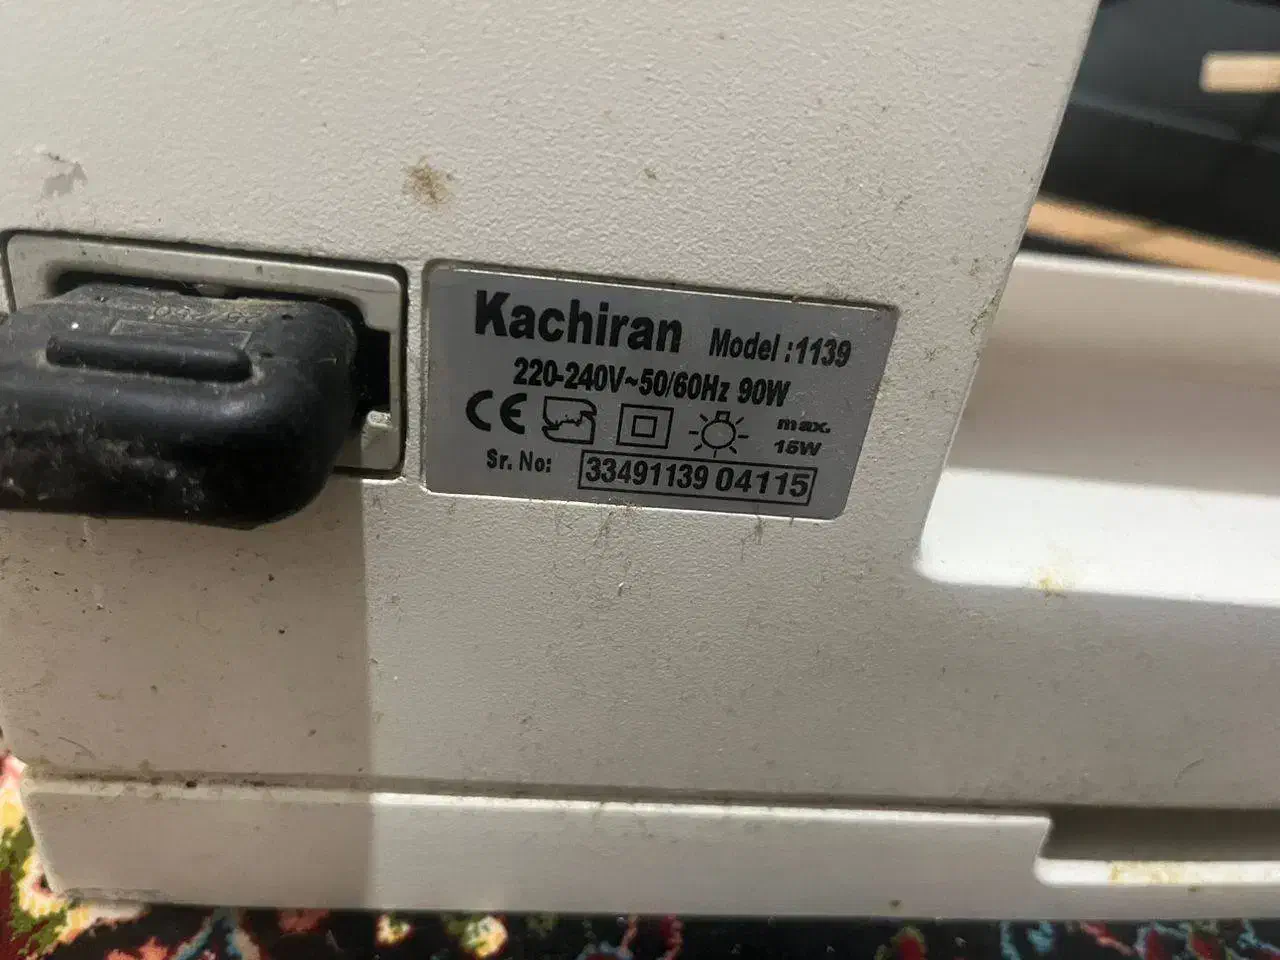 Kachiran Model :1139
220-240V~50/60Hz 90W
CE max.
15W
Sr. No: 33491139 04115